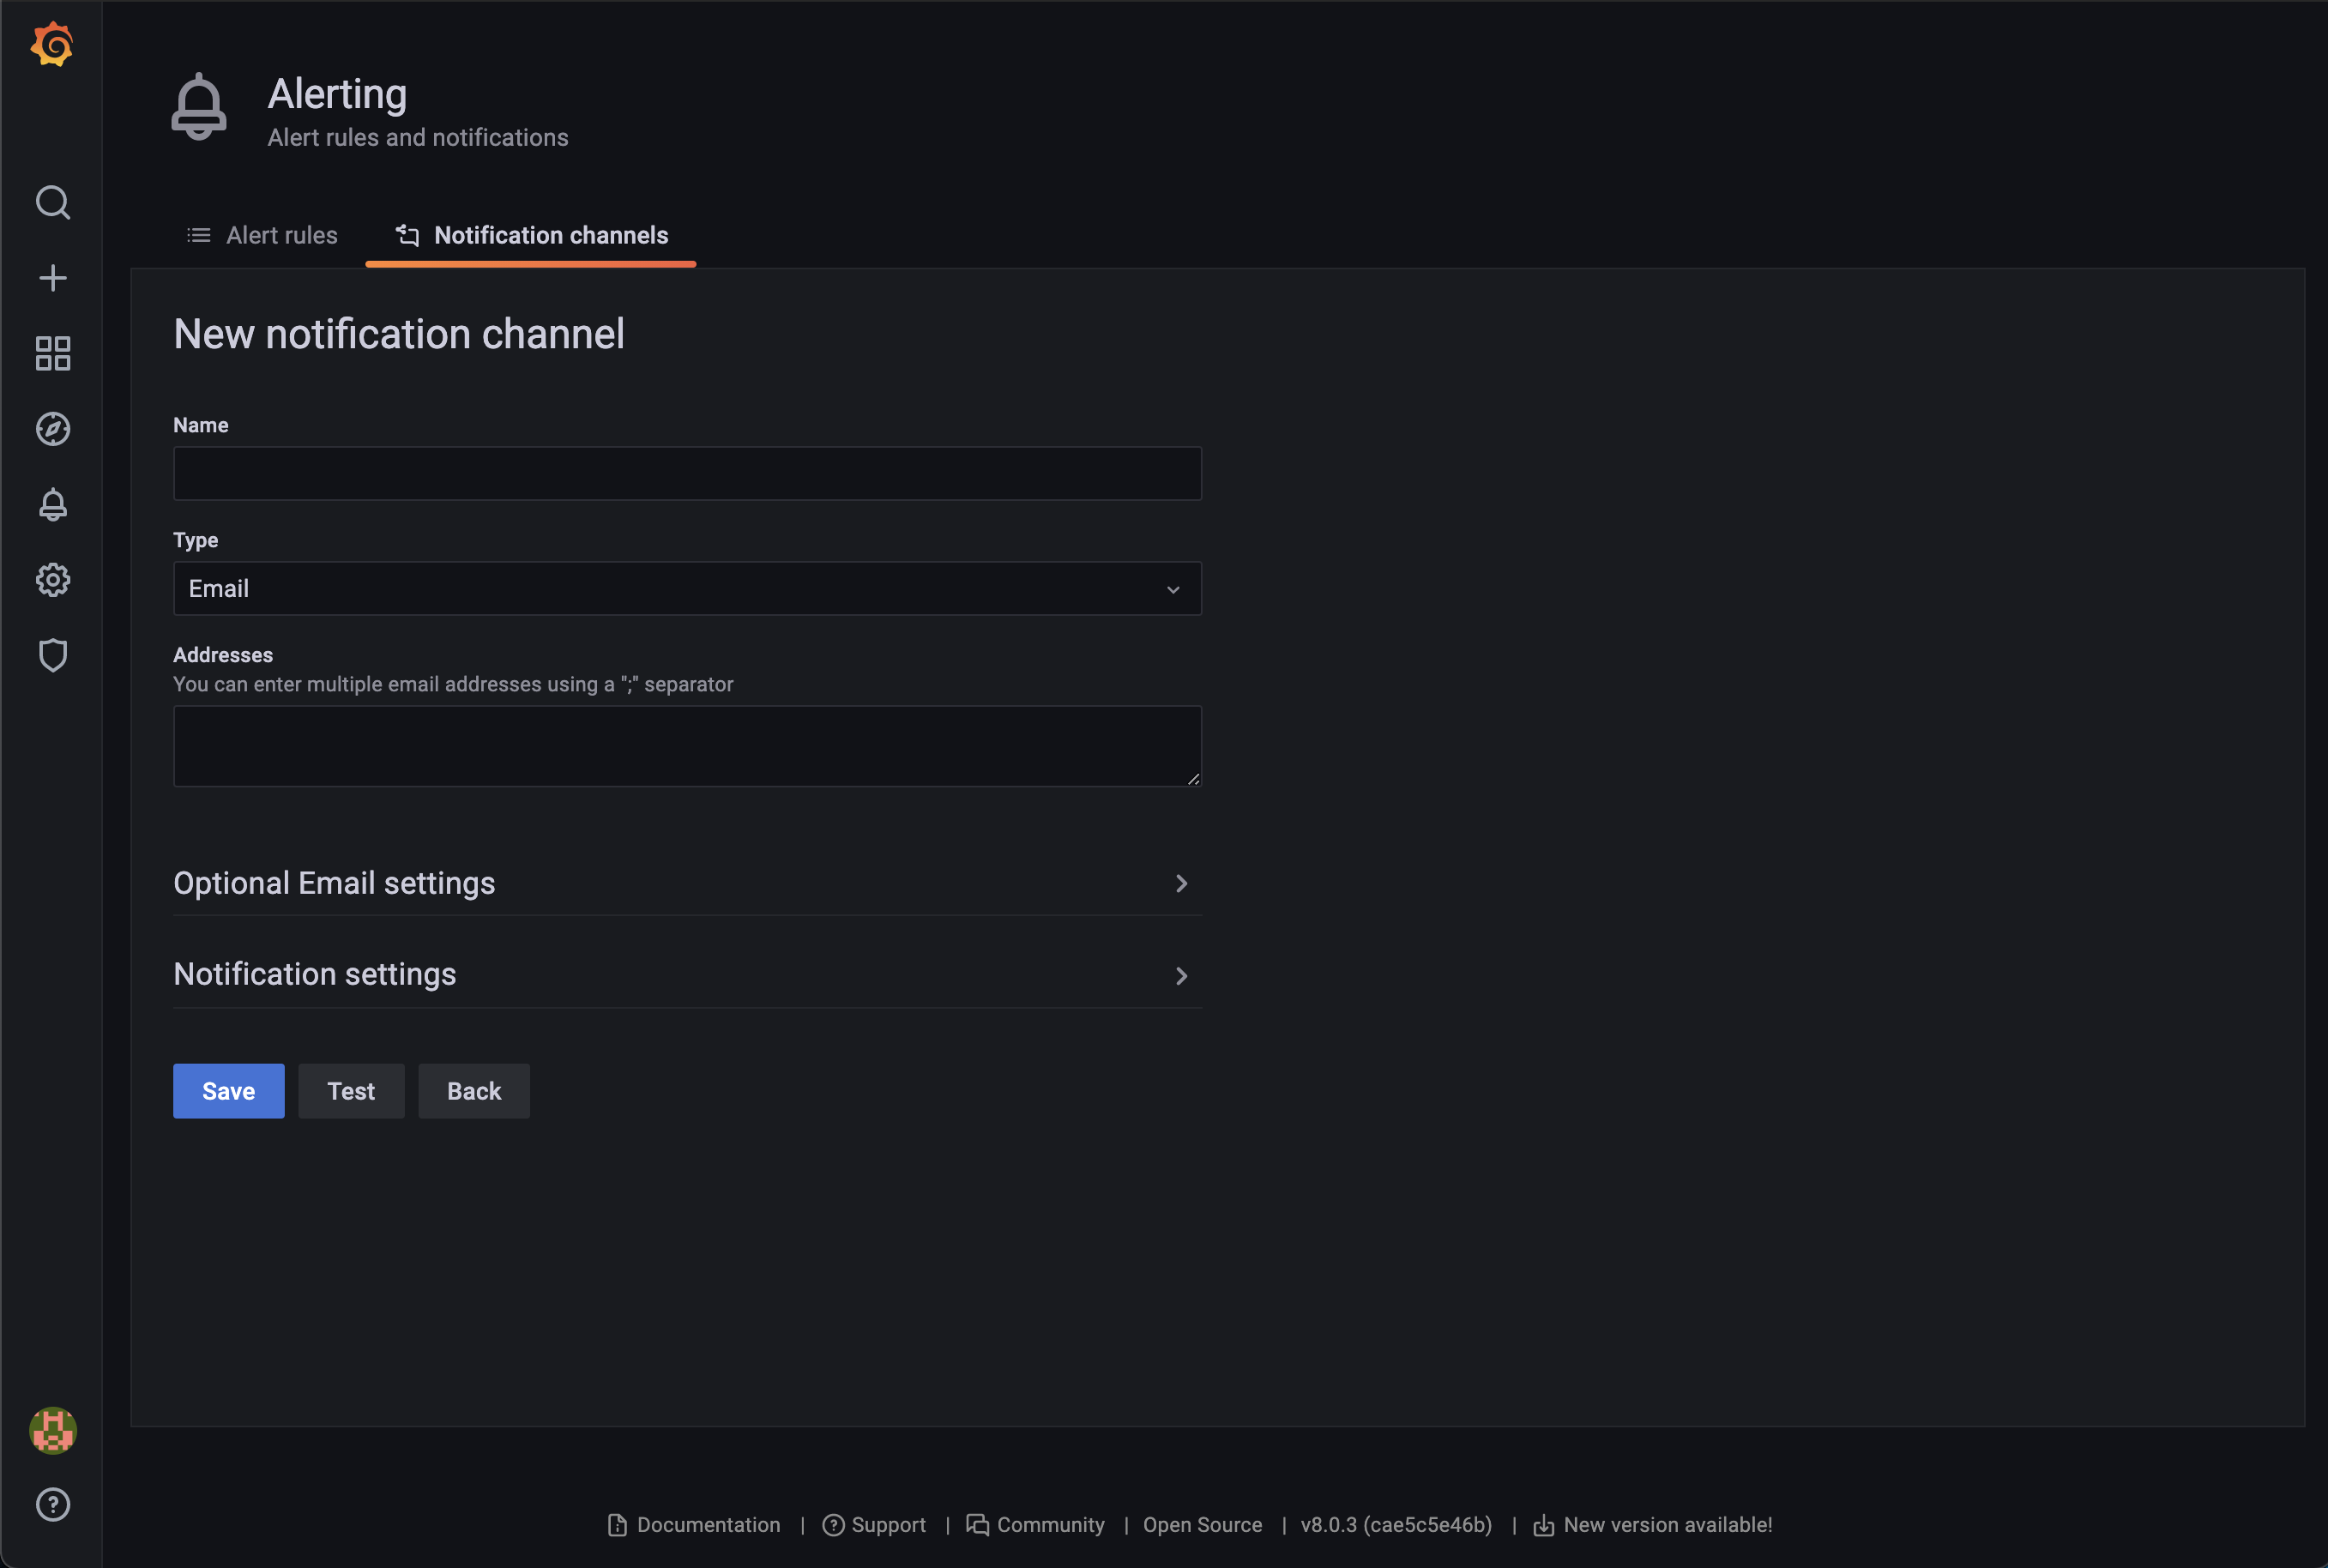 Alerting
Alert rules and notifications
Alert rules
Notification channels
New notification channel
Name
Type
Email
Addresses
You can enter multiple email addresses using a ";" separator
Optional Email settings
Notification settings
Save
Test
Back
Documentation | Support | Community | Open Source | v8.0.3 (cae5c5e46b) | New version available!